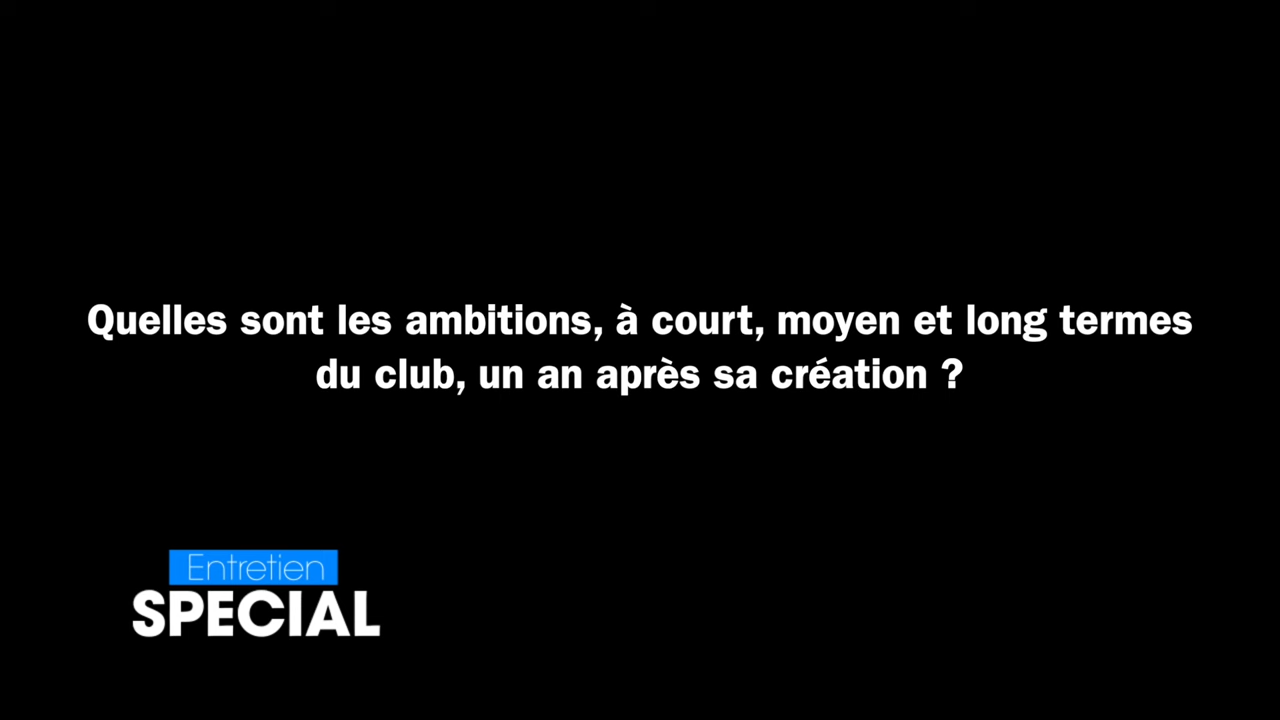 Quelles sont les ambitions, à court, moyen et long termes
du club, un an après sa création ?
Entretien
SPECIAL